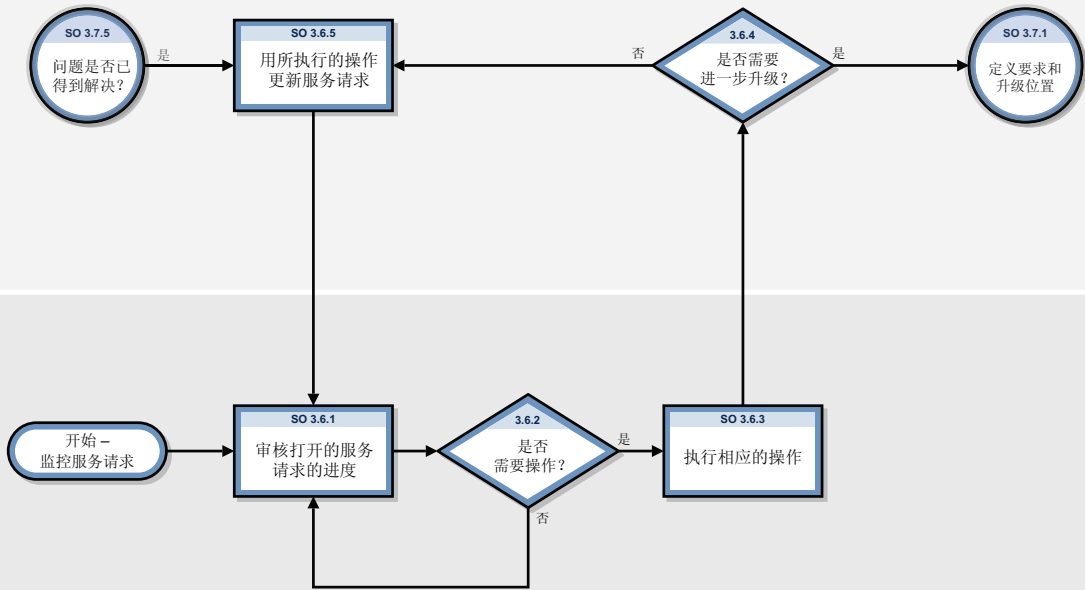 SO 3.7.5
问题是否已
得到解决？
是
SO 3.6.5
用所执行的操作
更新服务请求
否
3.6.4
是否需要
进一步升级？
是
SO 3.7.1
定义要求和
升级位置
开始 –
监控服务请求
SO 3.6.1
审核打开的服务
请求的进度
3.6.2
是否
需要操作？
是
否
SO 3.6.3
执行相应的操作